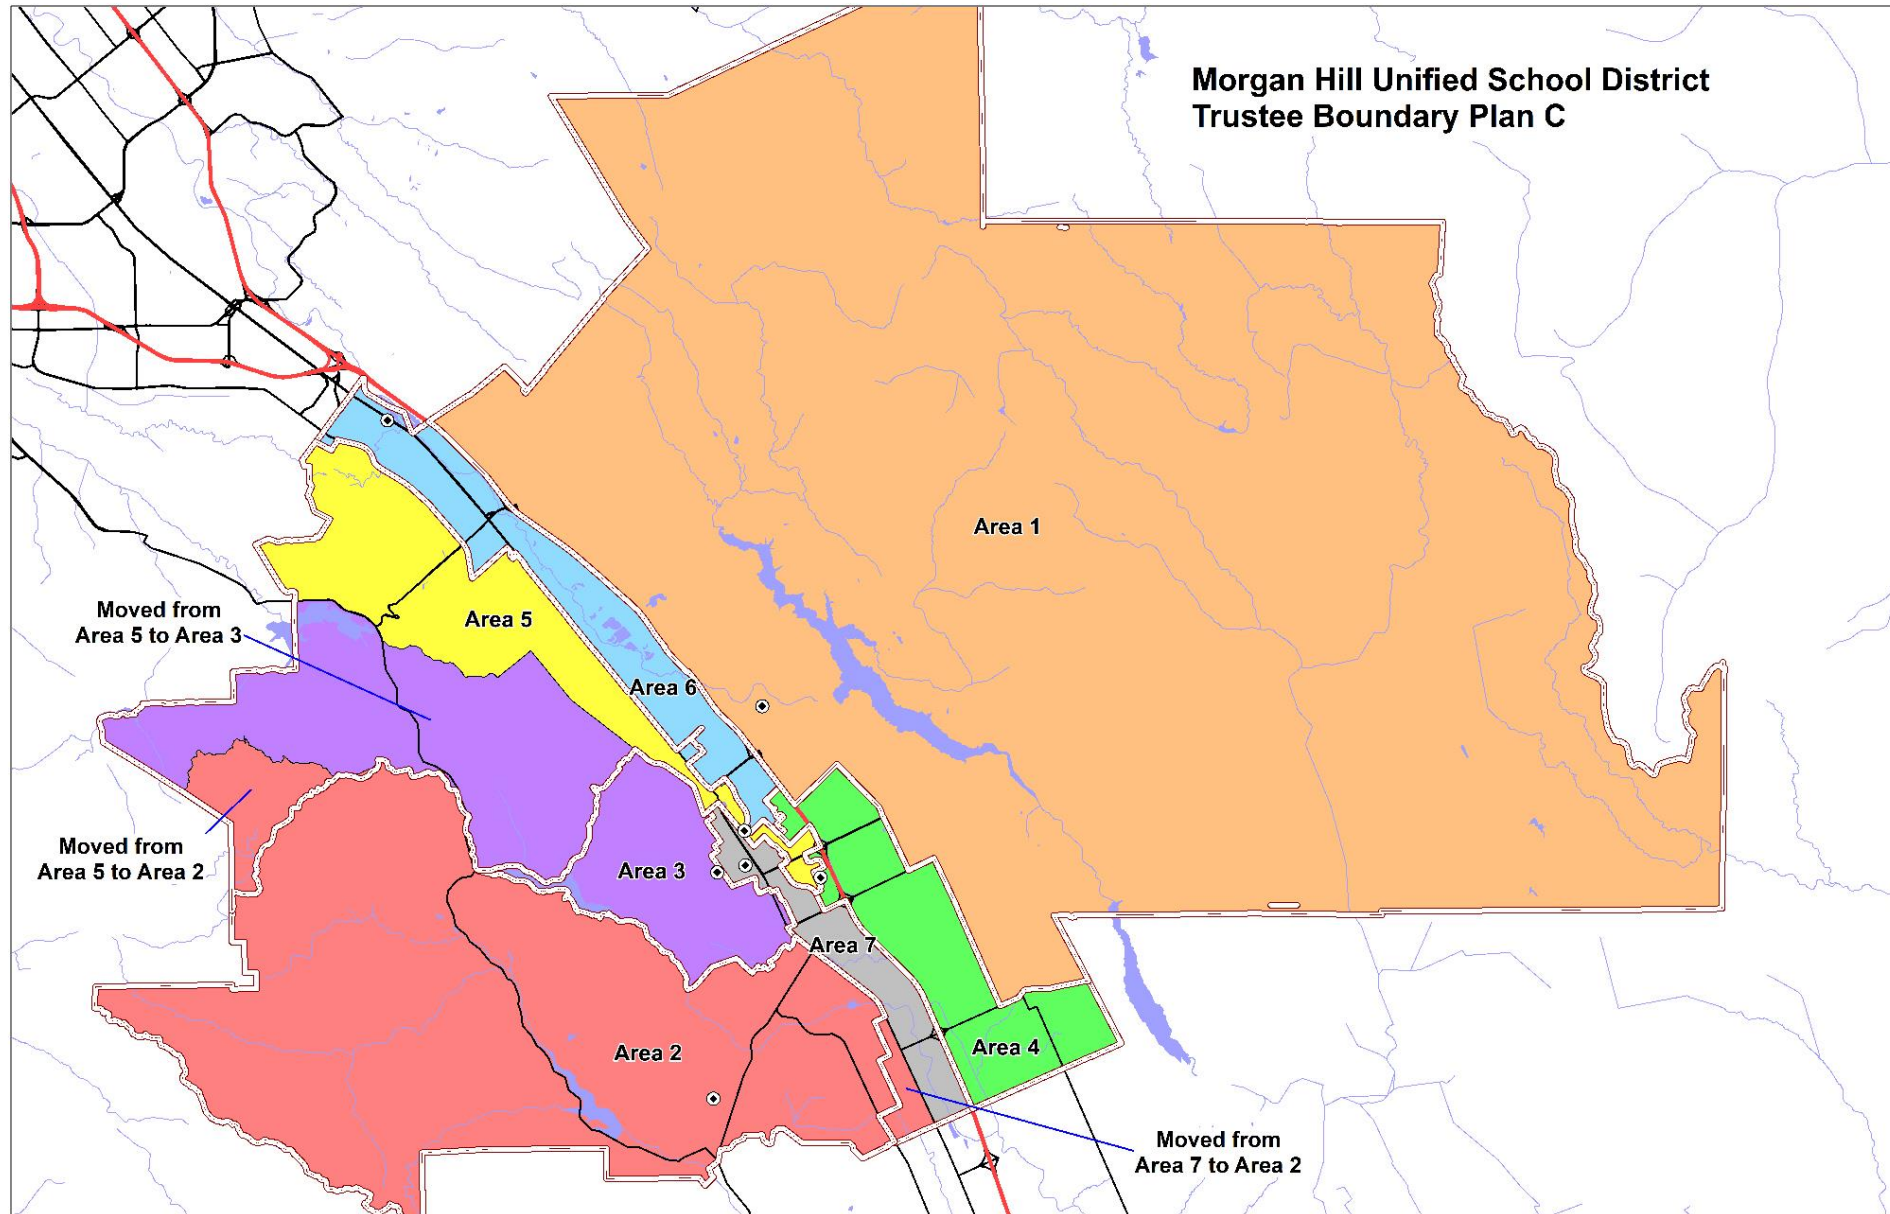 Morgan Hill Unified School District
Trustee Boundary Plan C
Area 1
Moved from
Area 5 to Area 3
Area 5
Area 6
Moved from
Area 5 to Area 2
Area 3
Area 7
Area 2
Area 4
Moved from
Area 7 to Area 2